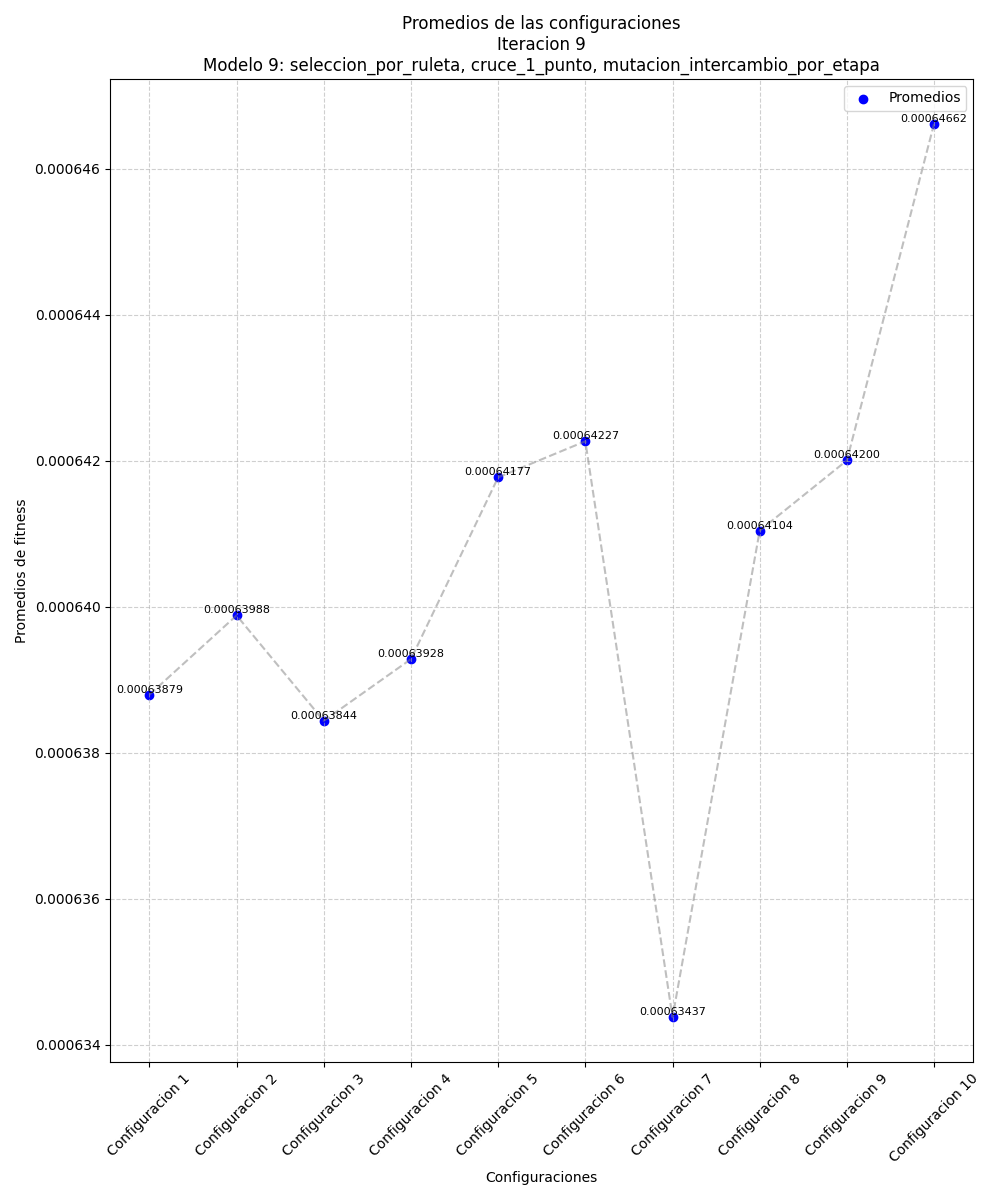 Promedios de las configuraciones
Iteracion 9
Modelo 9: seleccion_por_ruleta, cruce_1_punto, mutacion_intercambio_por_etapa
Promedios
0.00064662
0.000646
0.000644
0.00064227
0.00064200
0.000642
0.00064177
0.00064104
0.00063988
0.000640
0.00063928
0.00063879
0.00063844
0.000638
0.000636
0.00063437
0.000634
Promedios de fitness
Configuracion 1
Configuracion 2
Configuracion 3
Configuracion 4
Configuracion 5
Configuracion 6
Configuracion 7
Configuracion 8
Configuracion 9
Configuracion 10
Configuraciones